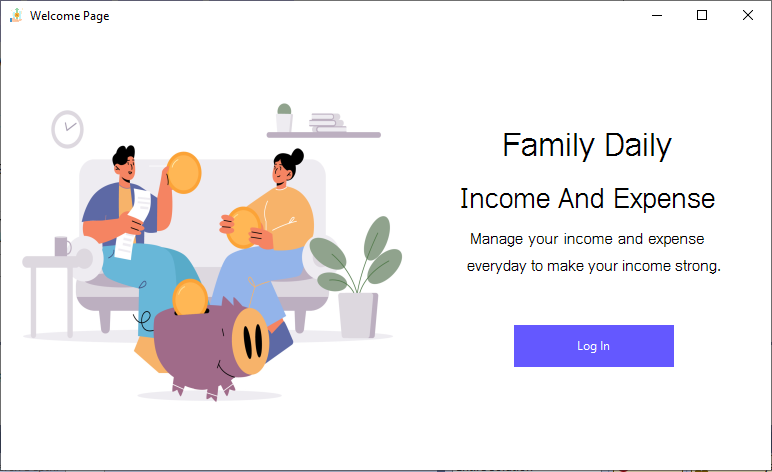 Welcome Page
Family Daily
Income And Expense
Manage your income and expense
everyday to make your income strong.
Log In